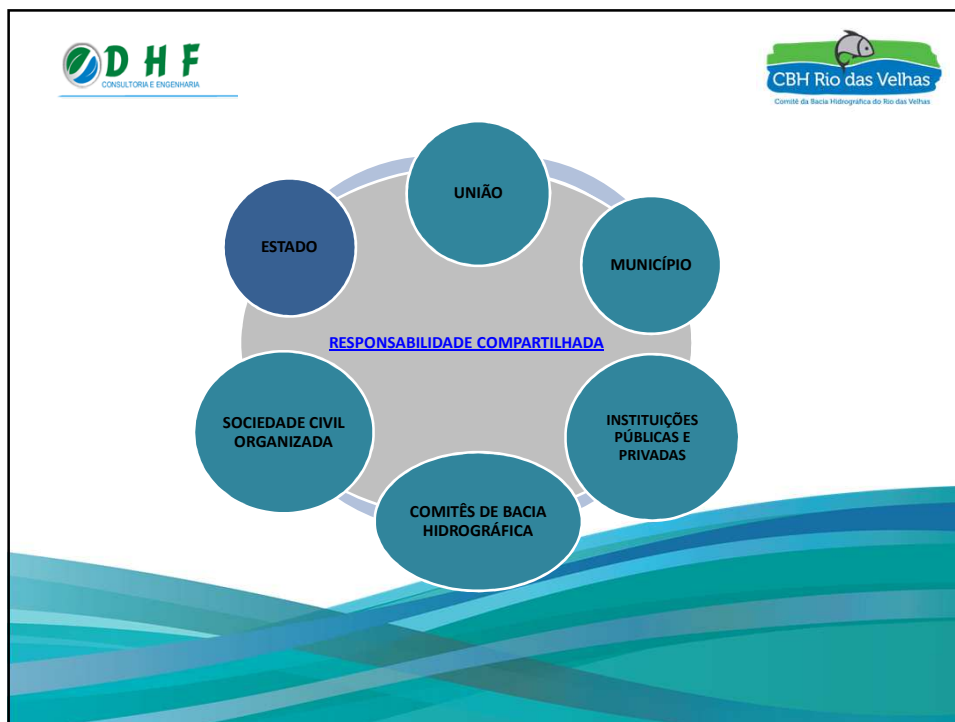 D H F
CONSULTORIA E ENGENHARIA
CBH Rio das Velhas
Comitê da Bacia Hidrográfica do Rio das Velhas
UNIÃO
ESTADO
MUNICÍPIO
RESPONSABILIDADE COMPARTILHADA
SOCIEDADE CIVIL
ORGANIZADA
INSTITUIÇÕES
PÚBLICAS E
PRIVADAS
COMITÊS DE BACIA
HIDROGRÁFICA